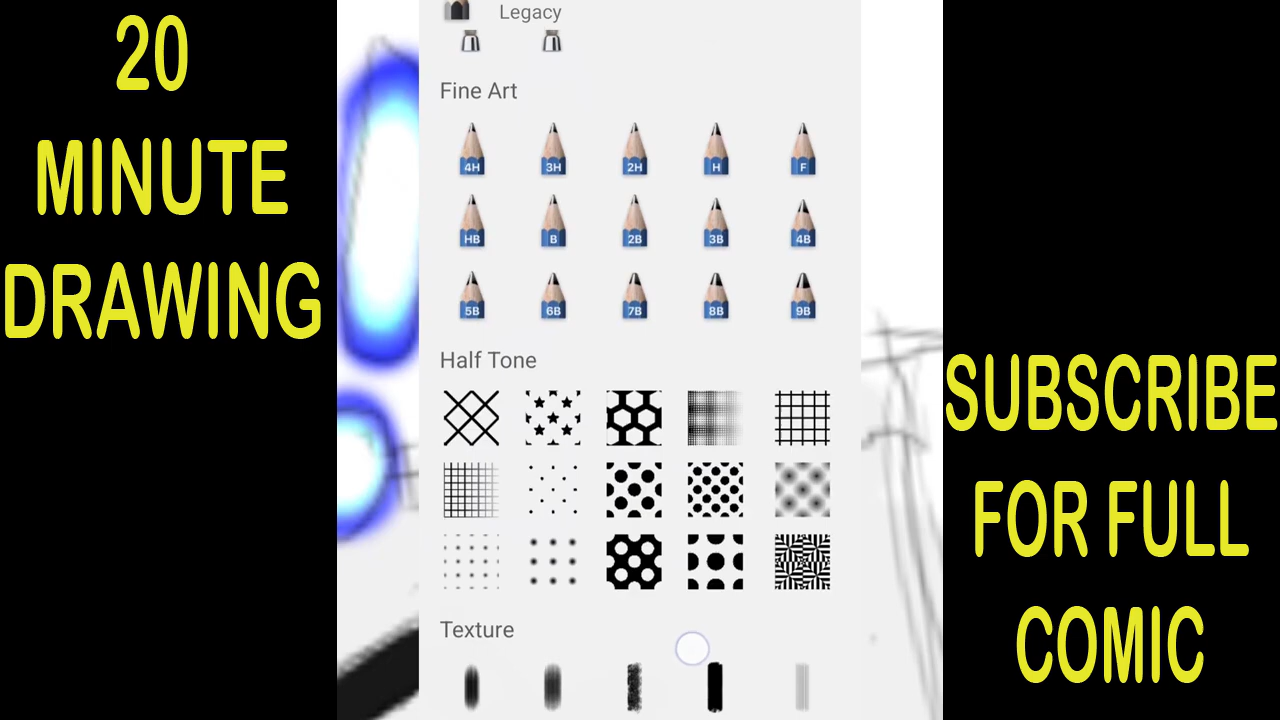 20
MINUTE
DRAWING
Legacy
Fine Art
4H 3H 2H H F
HB B 2B 3B 4B
5B 6B 7B 8B 9B
Half Tone
Texture
SUBSCRIBE
FOR FULL
COMIC